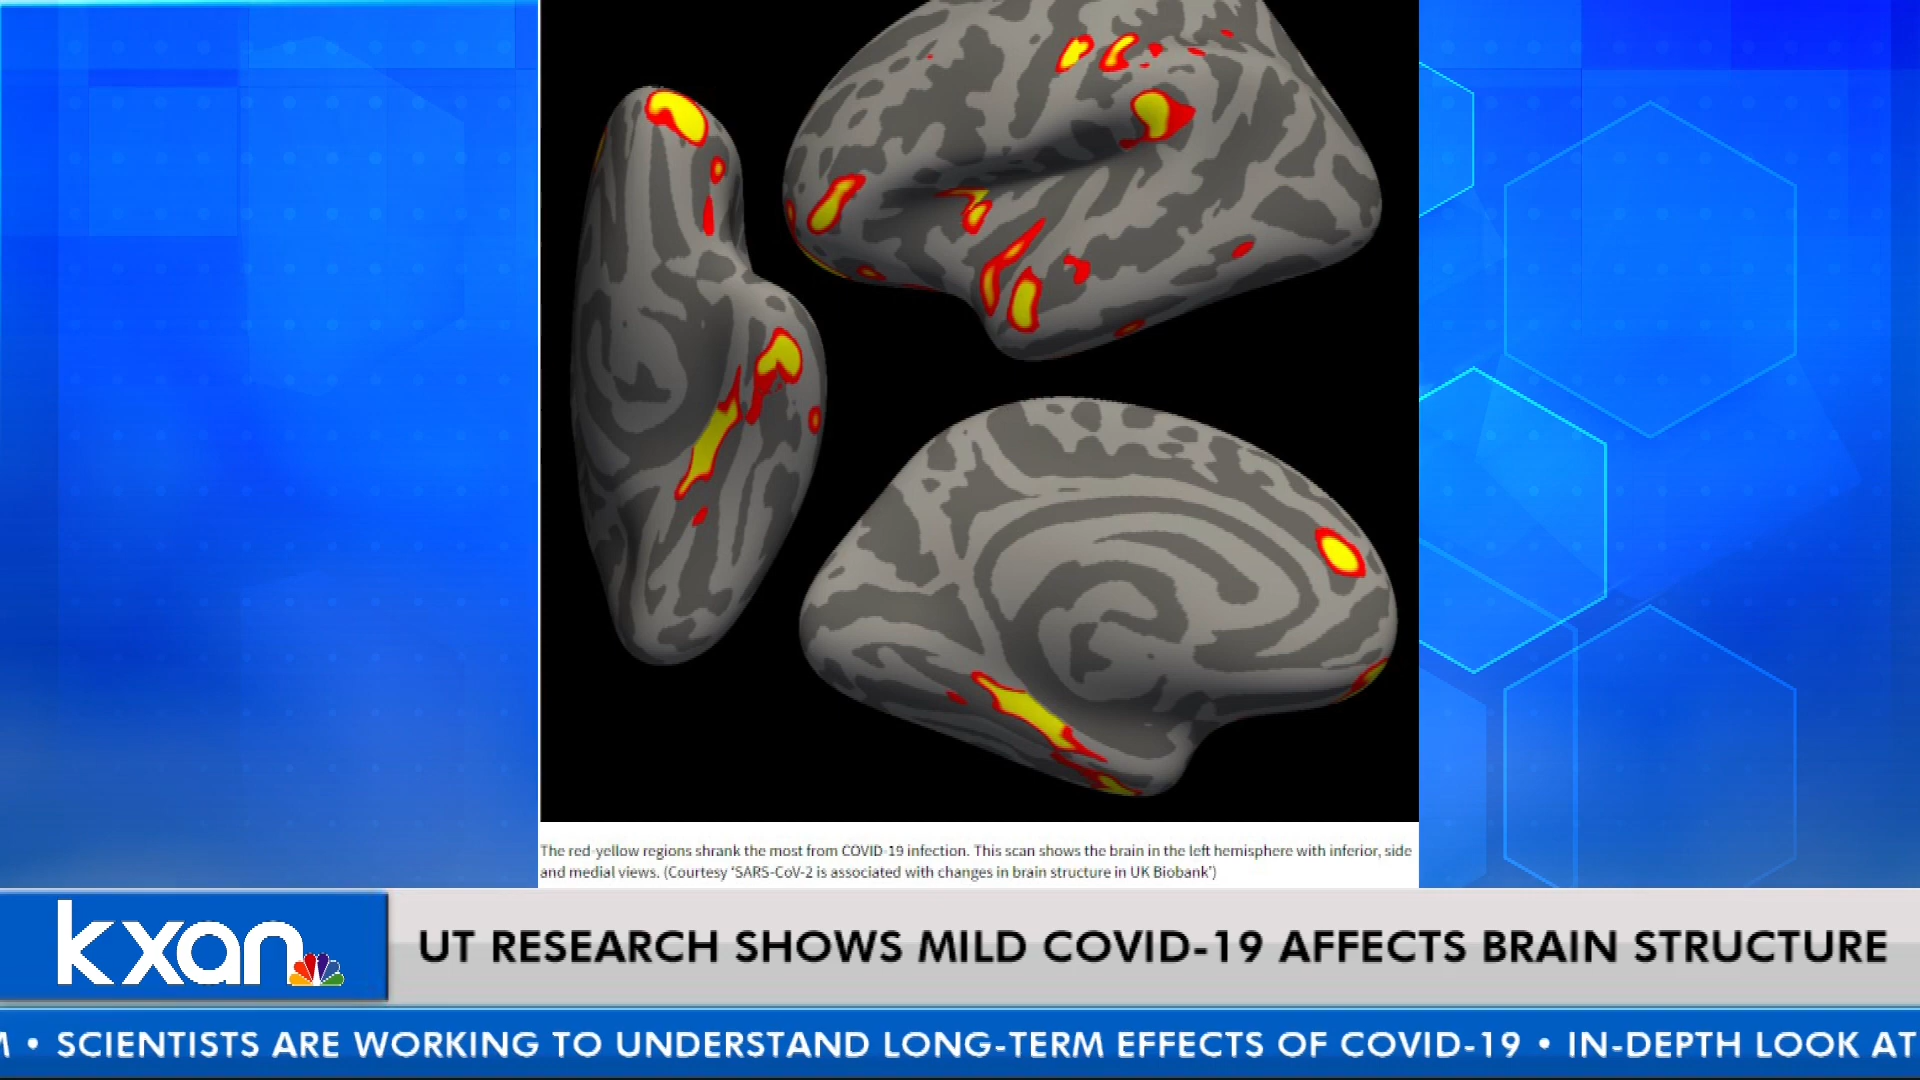 The red-yellow regions shrank the most from COVID-19 infection. This scan shows the brain in the left hemisphere with inferior, side
and medial views. (Courtesy ‘SARS-CoV-2 is associated with changes in brain structure in UK Biobank’)
kxan
UT RESEARCH SHOWS MILD COVID-19 AFFECTS BRAIN STRUCTURE
• SCIENTISTS ARE WORKING TO UNDERSTAND LONG-TERM EFFECTS OF COVID-19 • IN-DEPTH LOOK AT